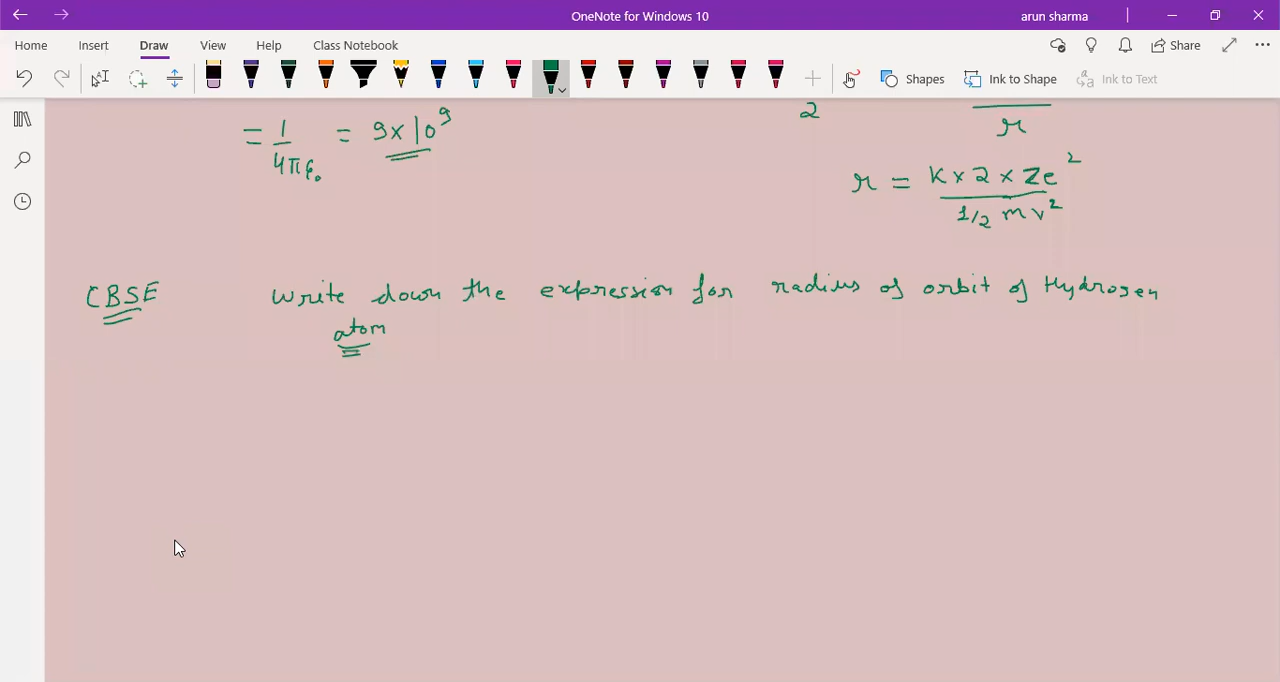 OneNote for Windows 10
arun sharma
Home Insert Draw View Help Class Notebook
Share
Shapes Ink to Shape Ink to Text
= 1/4πε₀ = 9×10⁹
2
r
r = K × 2 × Ze² / 1/2 mv²
CBSE Write down the expression for radius of orbit of Hydrogen
atom